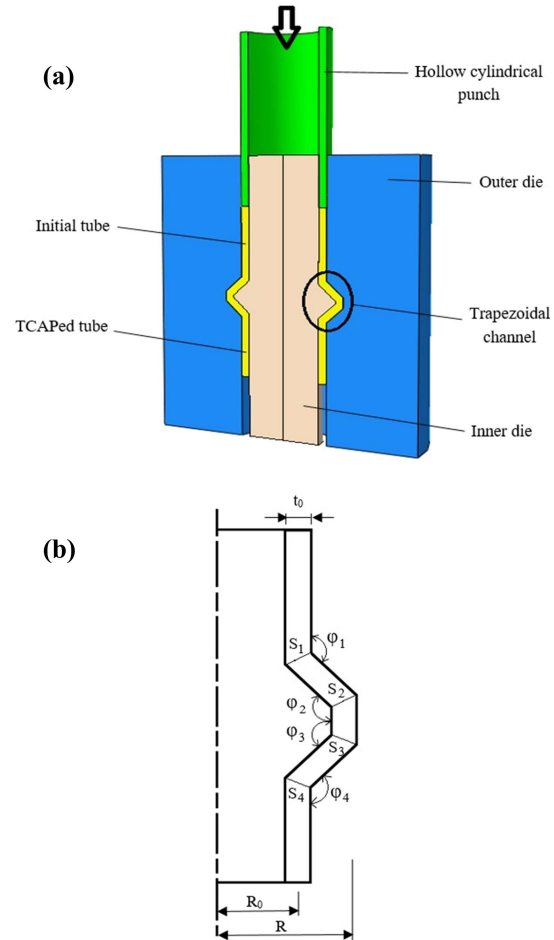 (a)
Hollow cylindrical
punch
Outer die
Initial tube
TCAPed tube
Trapezoidal
channel
Inner die
(b)
t₀
S₁
φ₁
S₂
φ₂
φ₃
S₃
S₄
φ₄
R₀
R